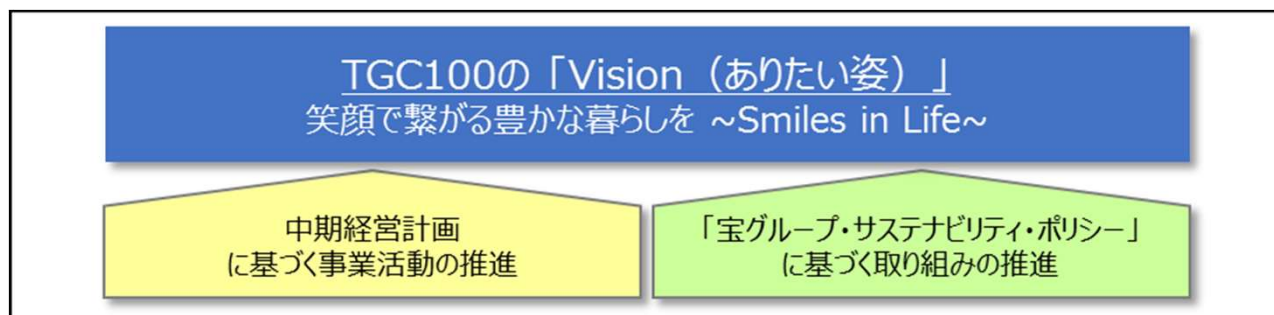 TGC100の「Vision（ありたい姿）」
笑顔で繋がる豊かな暮らしを ~Smiles in Life~
中期経営計画
に基づく事業活動の推進
「宝グループ・サステナビリティ・ポリシー」
に基づく取り組みの推進